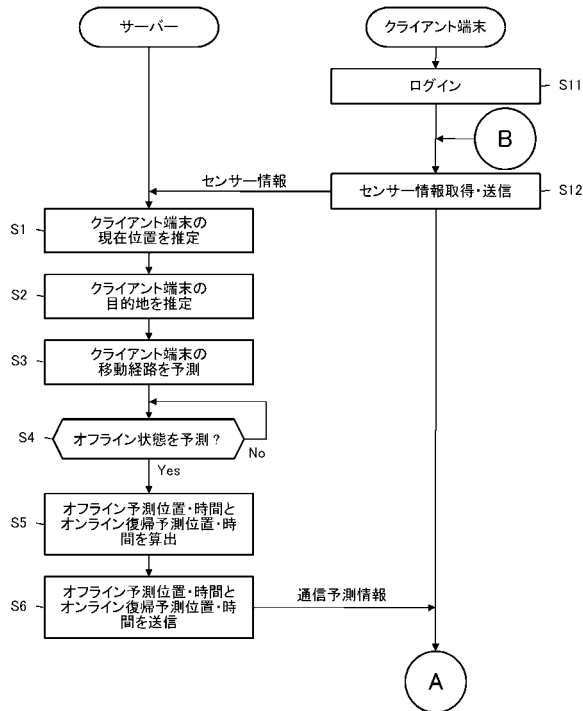 サーバー
クライアント端末
ログイン
S11
B
センサー情報
センサー情報取得・送信
S12
S1
クライアント端末の
現在位置を推定
S2
クライアント端末の
目的地を推定
S3
クライアント端末の
移動経路を予測
S4
オフライン状態を予測?
No
Yes
S5
オフライン予測位置・時間と
オンライン復帰予測位置・時
間を算出
S6
オフライン予測位置・時間と
オンライン復帰予測位置・時
間を送信
通信予測情報
A